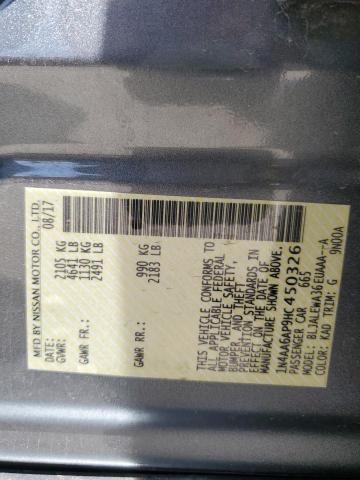 MFD BY NISSAN MOTOR CO., LTD.
DATE: 08/17
GVWR: 2105 KG
4641 LB
GAWR FR: 1130 KG
2491 LB
GAWR RR: 990 KG
2183 LB
THIS VEHICLE CONFORMS TO
ALL APPLICABLE FEDERAL
MOTOR VEHICLE SAFETY,
BUMPER, AND THEFT
PREVENTION STANDARDS
IN EFFECT ON THE DATE OF
MANUFACTURE SHOWN ABOVE.
1N4AA6AP9HC450326
PASSENGER CAR 665
MODEL: BLJALEWA36EUAAA--A
COLOR: KAD TRIM: G 9N00A